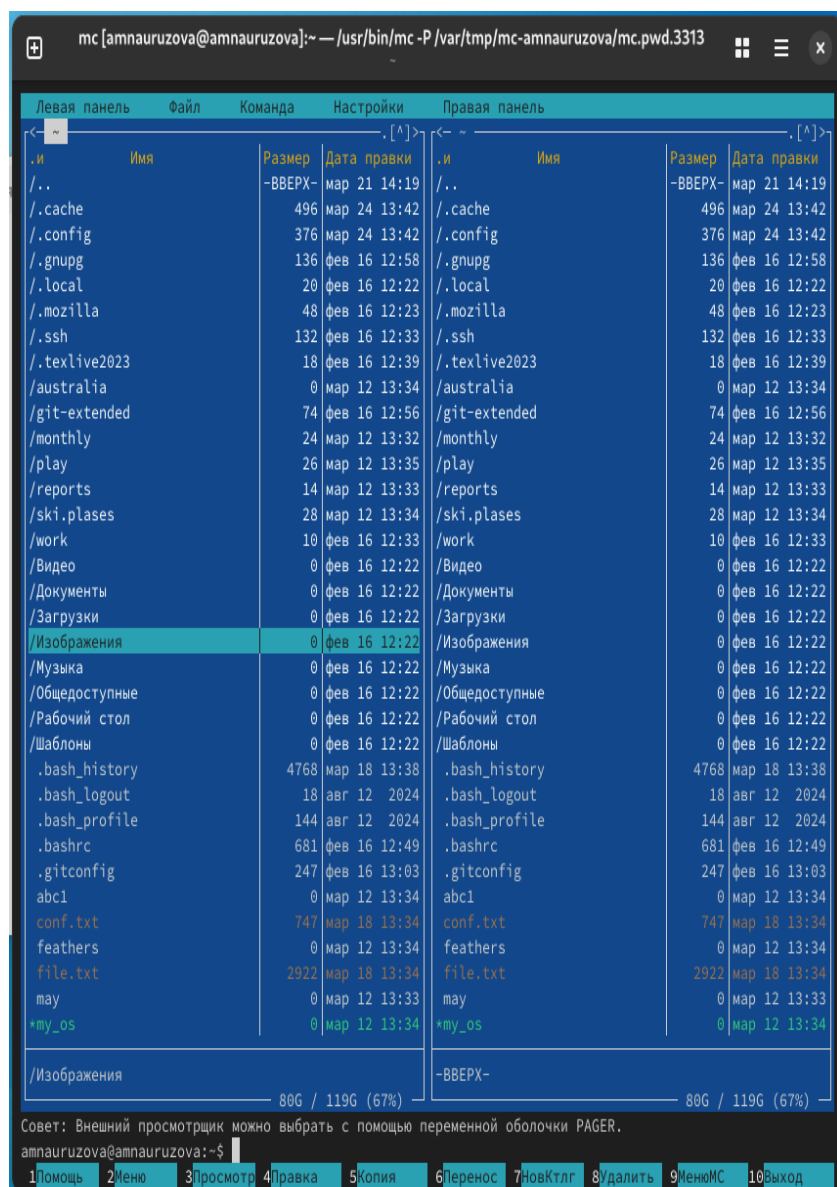 mc [amnauruzova@amnauruzova]:~ — /usr/bin/mc -P /var/tmp/mc-amnauruzova/mc.pwd.3313
~
Левая панель Файл Команда Настройки Правая панель
<— ~ .[^]> <— ~ .[^]>
.и Имя Размер Дата правки .и Имя Размер Дата правки
/.. -ВВЕРХ- мар 21 14:19 /.. -ВВЕРХ- мар 21 14:19
/.cache 496 мар 24 13:42 /.cache 496 мар 24 13:42
/.config 376 мар 24 13:42 /.config 376 мар 24 13:42
/.gnupg 136 фев 16 12:58 /.gnupg 136 фев 16 12:58
/.local 20 фев 16 12:22 /.local 20 фев 16 12:22
/.mozilla 48 фев 16 12:23 /.mozilla 48 фев 16 12:23
/.ssh 132 фев 16 12:33 /.ssh 132 фев 16 12:33
/.texlive2023 18 фев 16 12:39 /.texlive2023 18 фев 16 12:39
/australia 0 мар 12 13:34 /australia 0 мар 12 13:34
/git-extended 74 фев 16 12:56 /git-extended 74 фев 16 12:56
/monthly 24 мар 12 13:32 /monthly 24 мар 12 13:32
/play 26 мар 12 13:35 /play 26 мар 12 13:35
/reports 14 мар 12 13:33 /reports 14 мар 12 13:33
/ski.plases 28 мар 12 13:34 /ski.plases 28 мар 12 13:34
/work 10 фев 16 12:33 /work 10 фев 16 12:33
/Видео 0 фев 16 12:22 /Видео 0 фев 16 12:22
/Документы 0 фев 16 12:22 /Документы 0 фев 16 12:22
/Загрузки 0 фев 16 12:22 /Загрузки 0 фев 16 12:22
/Изображения 0 фев 16 12:22 /Изображения 0 фев 16 12:22
/Музыка 0 фев 16 12:22 /Музыка 0 фев 16 12:22
/Общедоступные 0 фев 16 12:22 /Общедоступные 0 фев 16 12:22
/Рабочий стол 0 фев 16 12:22 /Рабочий стол 0 фев 16 12:22
/Шаблоны 0 фев 16 12:22 /Шаблоны 0 фев 16 12:22
.bash_history 4768 мар 18 13:38 .bash_history 4768 мар 18 13:38
.bash_logout 18 авг 12 2024 .bash_logout 18 авг 12 2024
.bash_profile 144 авг 12 2024 .bash_profile 144 авг 12 2024
.bashrc 681 фев 16 12:49 .bashrc 681 фев 16 12:49
.gitconfig 247 фев 16 13:03 .gitconfig 247 фев 16 13:03
abc1 0 мар 12 13:34 abc1 0 мар 12 13:34
conf.txt 747 мар 18 13:34 conf.txt 747 мар 18 13:34
feathers 0 мар 12 13:34 feathers 0 мар 12 13:34
file.txt 2922 мар 18 13:34 file.txt 2922 мар 18 13:34
may 0 мар 12 13:33 may 0 мар 12 13:33
*my_os 0 мар 12 13:34 *my_os 0 мар 12 13:34
/Изображения -ВВЕРХ-
80G / 119G (67%) 80G / 119G (67%)
Совет: Внешний просмотрщик можно выбрать с помощью переменной оболочки PAGER.
amnauruzova@amnauruzova:~$
1Помощь 2Меню 3Просмотр 4Правка 5Копия 6Перенос 7НовКтлг 8Удалить 9МенюМС 10Выход